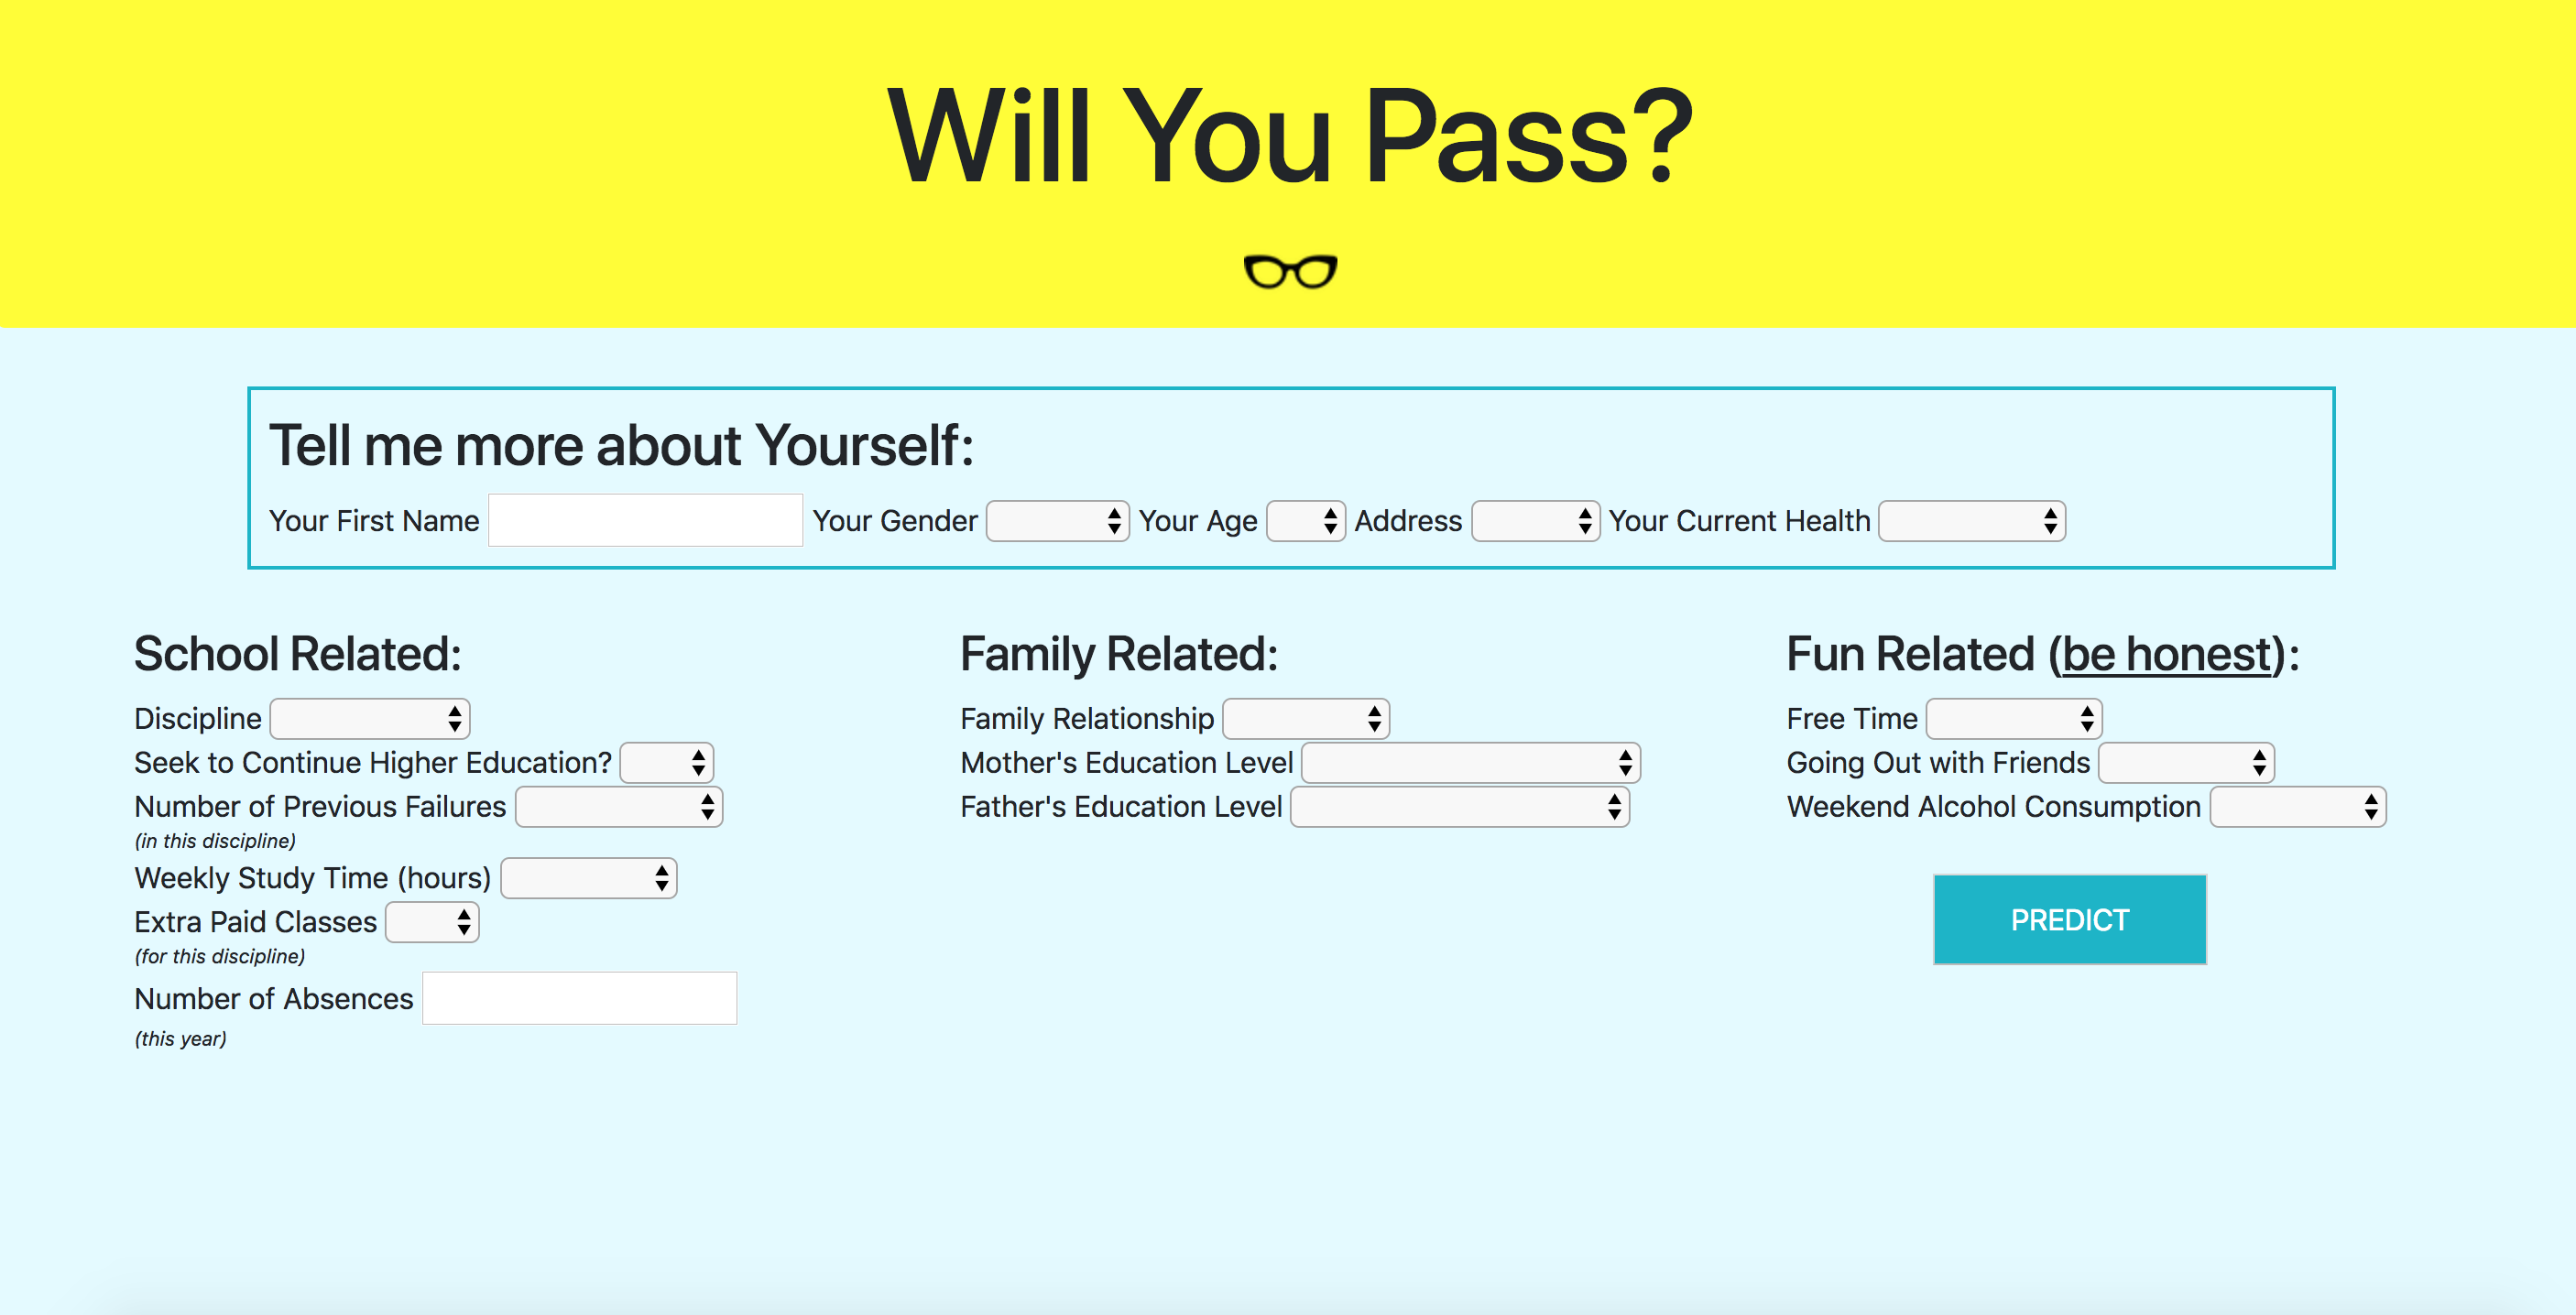 Will You Pass?
Tell me more about Yourself:
Your First Name Your Gender Your Age Address Your Current Health
School Related:
Discipline
Seek to Continue Higher Education?
Number of Previous Failures
(in this discipline)
Weekly Study Time (hours)
Extra Paid Classes
(for this discipline)
Number of Absences
(this year)
Family Related:
Family Relationship
Mother's Education Level
Father's Education Level
Fun Related (be honest):
Free Time
Going Out with Friends
Weekend Alcohol Consumption
PREDICT